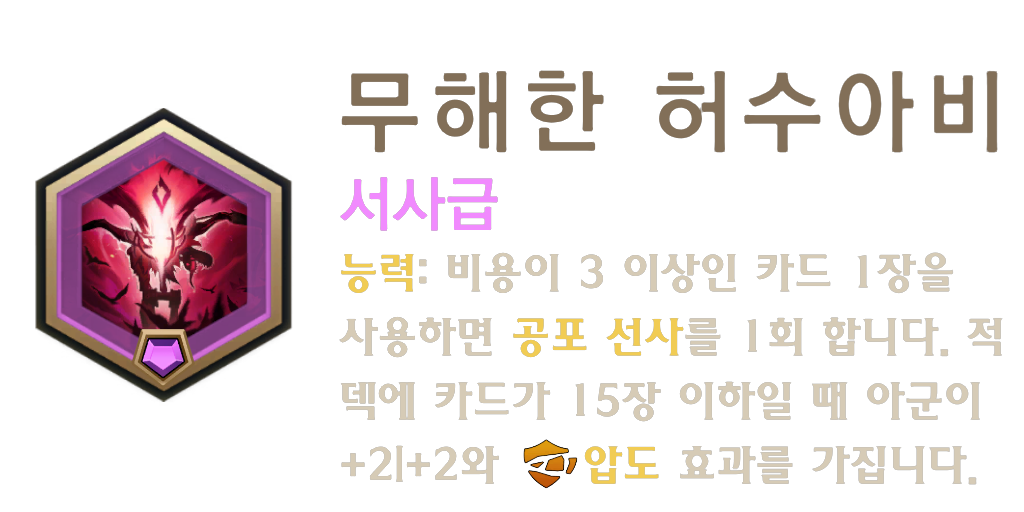 무해한 허수아비
서사급
능력: 비용이 3 이상인 카드 1장을
사용하면 공포 선사를 1회 합니다. 적
덱에 카드가 15장 이하일 때 아군이
+2|+2와 압도 효과를 가집니다.